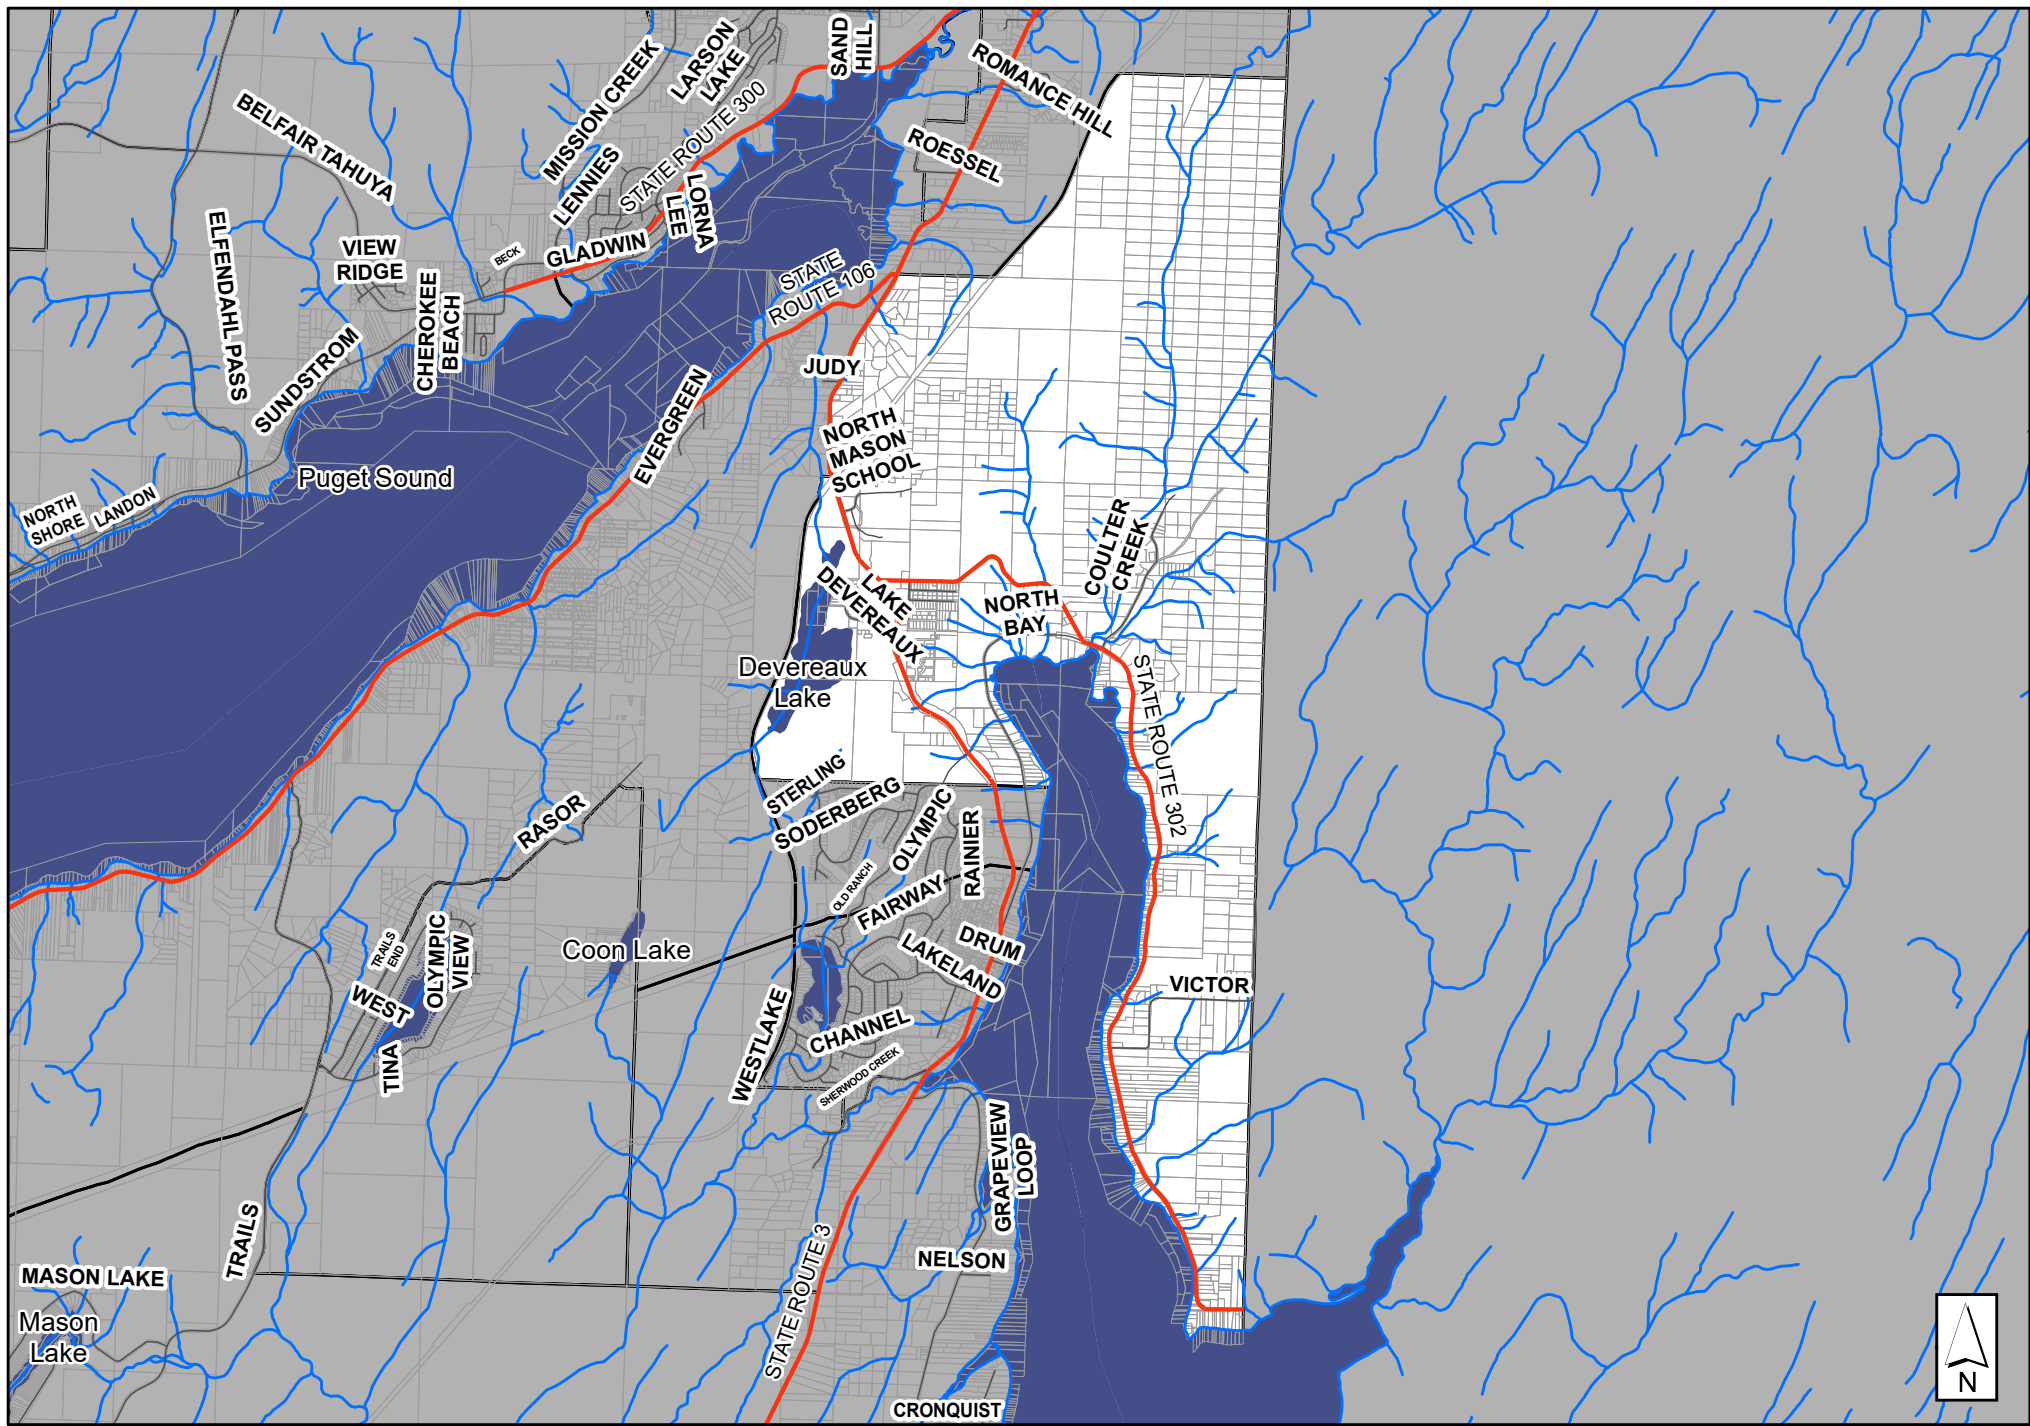 SAND
HILL
LARSON
LAKE
MISSION CREEK
ROMANCE HILL
STATE ROUTE 300
BELFAIR TAHUYA
ROESSEL
LENNIES
LORNA
LEE
ELFENDAHL PASS
VIEW
RIDGE
BECK
GLADWIN
STATE
ROUTE 106
CHEROKEE
BEACH
SUNDSTROM
JUDY
EVERGREEN
NORTH
MASON
SCHOOL
Puget Sound
NORTH
SHORE
LANDON
COULTER
CREEK
LAKE
DEVEREAUX
NORTH
BAY
Devereaux
Lake
STATE ROUTE 302
STERLING
SODERBERG
RASOR
OLYMPIC
RAINIER
OLD RANCH
FAIRWAY
TRAILS
END
OLYMPIC
VIEW
Coon Lake
DRUM
LAKELAND
WEST
VICTOR
WESTLAKE
CHANNEL
TINA
SHERWOOD CREEK
GRAPEVIEW
LOOP
TRAILS
NELSON
STATE ROUTE 3
MASON LAKE
Mason
Lake
CRONQUIST
N